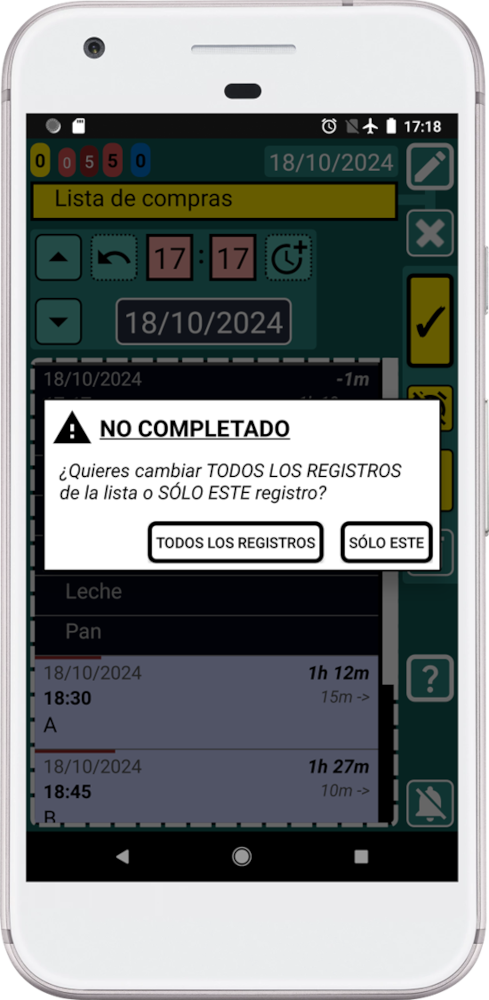 17:18
0 0 5 5 0
18/10/2024
Lista de compras
17 : 17
18/10/2024
18/10/2024 -1m
NO COMPLETADO
¿Quieres cambiar TODOS LOS REGISTROS
de la lista o SÓLO ESTE registro?
TODOS LOS REGISTROS SÓLO ESTE
Leche
Pan
18/10/2024 1h 12m
18:30 15m ->
A
18/10/2024 1h 27m
18:45 10m ->
B